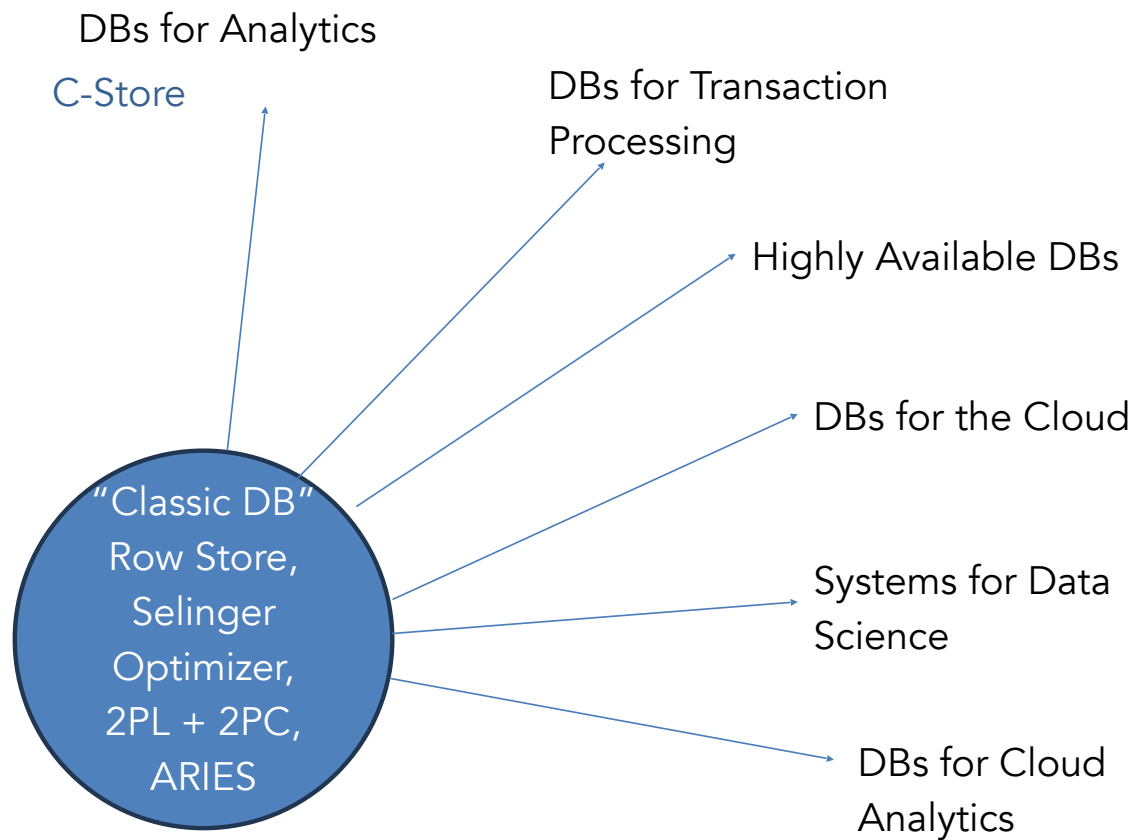 DBs for Analytics
C-Store
DBs for Transaction
Processing
Highly Available DBs
DBs for the Cloud
"Classic DB"
Row Store,
Selinger
Optimizer,
2PL + 2PC,
ARIES
Systems for Data
Science
DBs for Cloud
Analytics